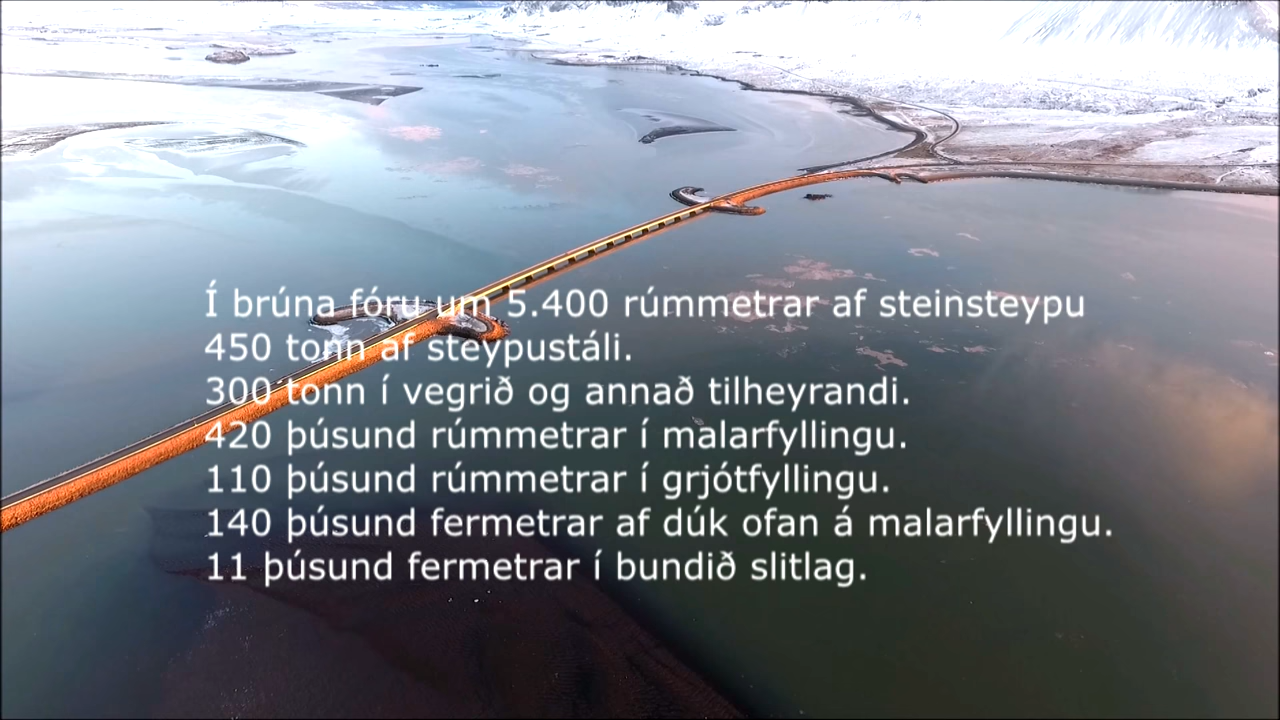 Í brúna fóru um 5.400 rúmmetrar af steinsteypu
450 tonn af steypustáli.
300 tonn í vegrið og annað tilheyrandi.
420 þúsund rúmmetrar í malarfyllingu.
110 þúsund rúmmetrar í grjótfyllingu.
140 þúsund fermetrar af dúk ofan á malarfyllingu.
11 þúsund fermetrar í bundið slitlag.